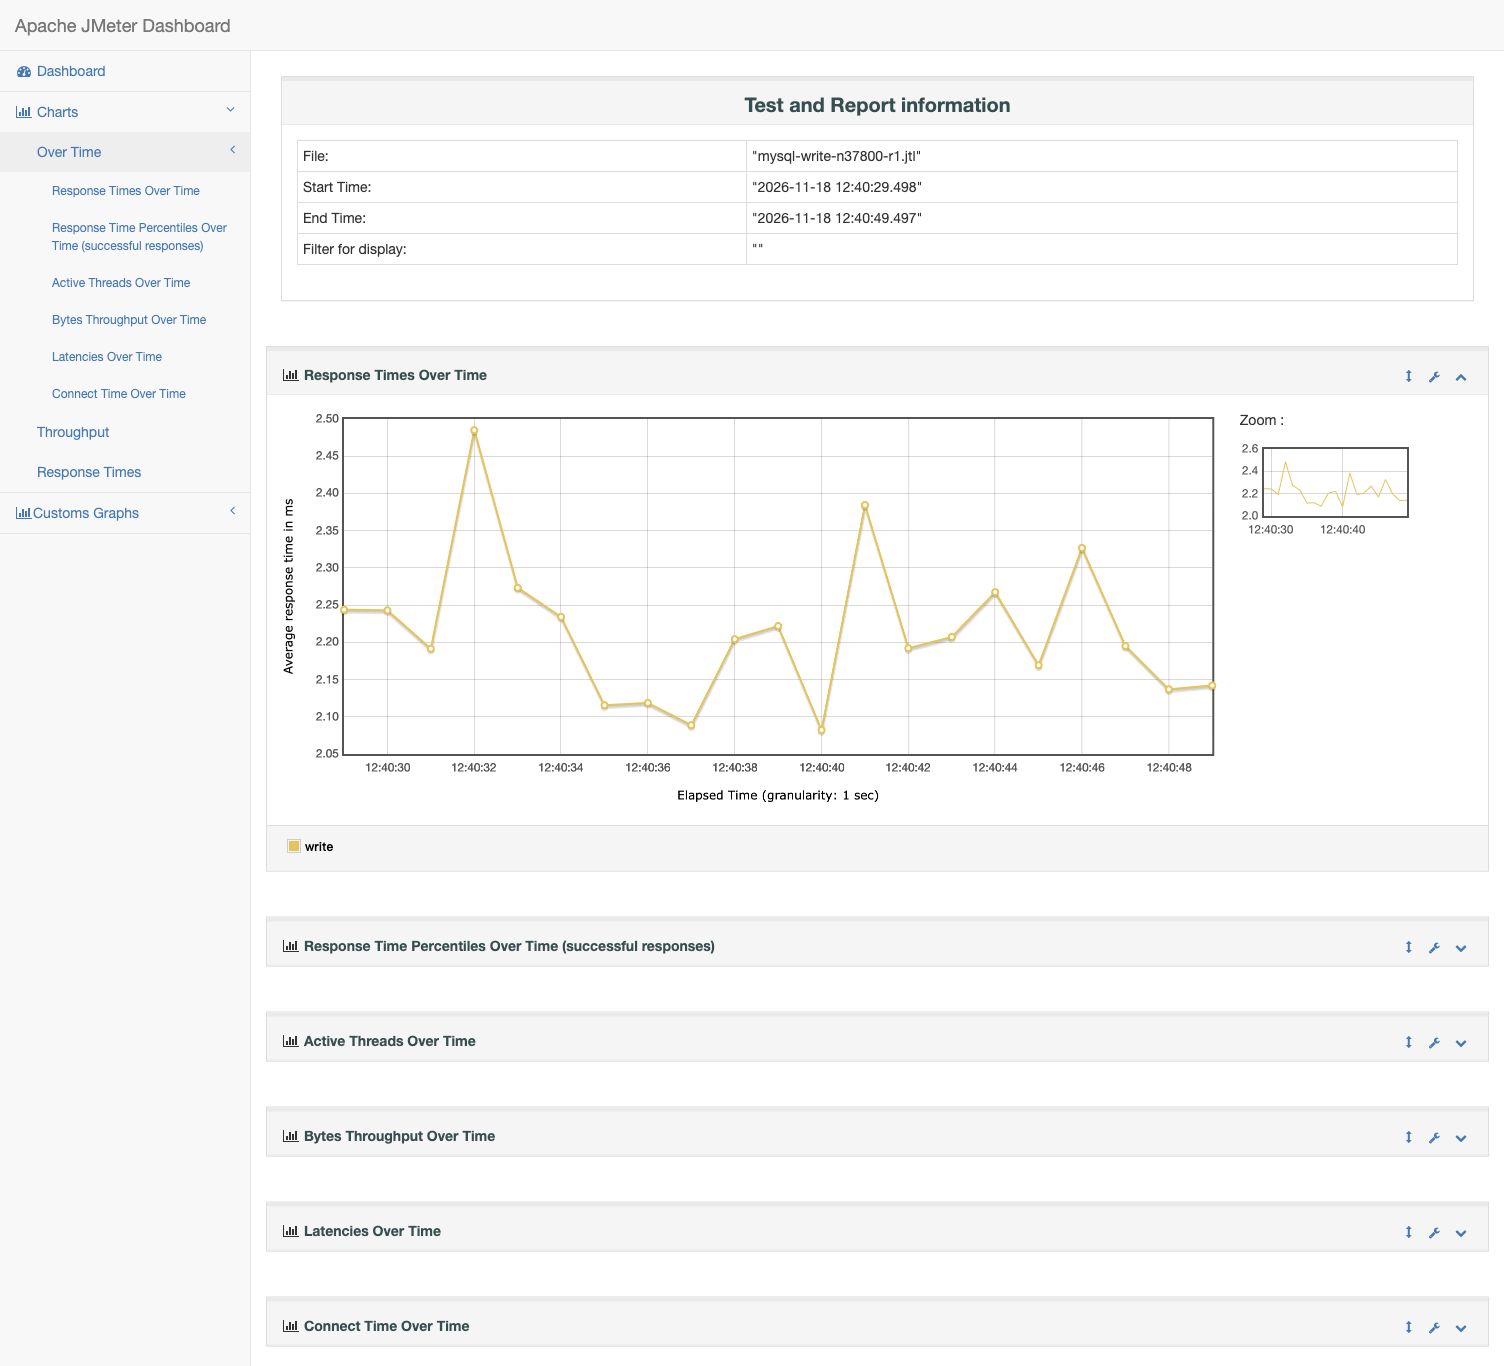 Apache JMeter Dashboard
Dashboard
Charts
Over Time
Response Times Over Time
Response Time Percentiles Over
Time (successful responses)
Active Threads Over Time
Bytes Throughput Over Time
Latencies Over Time
Connect Time Over Time
Throughput
Response Times
Customs Graphs
Test and Report information
File: "mysql-write-n37800-r1.jtl"
Start Time: "2026-11-18 12:40:29.498"
End Time: "2026-11-18 12:40:49.497"
Filter for display: ""
Response Times Over Time
Average response time in ms
2.50
2.45
2.40
2.35
2.30
2.25
2.20
2.15
2.10
2.05
12:40:30 12:40:32 12:40:34 12:40:36 12:40:38 12:40:40 12:40:42 12:40:44 12:40:46 12:40:48
Elapsed Time (granularity: 1 sec)
Zoom :
2.6
2.4
2.2
2.0
12:40:30 12:40:40
write
Response Time Percentiles Over Time (successful responses)
Active Threads Over Time
Bytes Throughput Over Time
Latencies Over Time
Connect Time Over Time